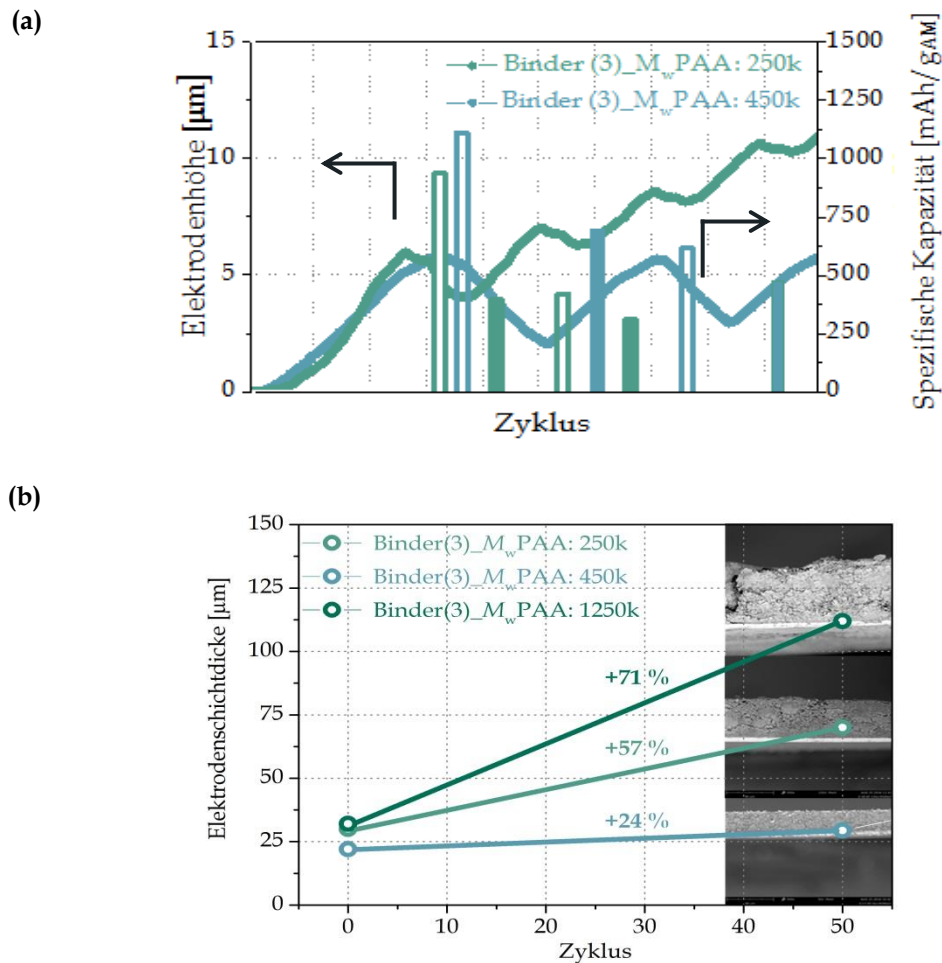 (a)
Elektrodenhöhe [µm]
15
10
5
0
Binder (3)_MwPAA: 250k
Binder (3)_MwPAA: 450k
1500
1250
1000
750
500
250
0
Spezifische Kapazität [mAh/gAM]
Zyklus
(b)
Elektrodenschichtdicke [µm]
150
125
100
75
50
25
0
Binder(3)_MwPAA: 250k
Binder(3)_MwPAA: 450k
Binder(3)_MwPAA: 1250k
+71 %
+57 %
+24 %
0 10 20 30 40 50
Zyklus